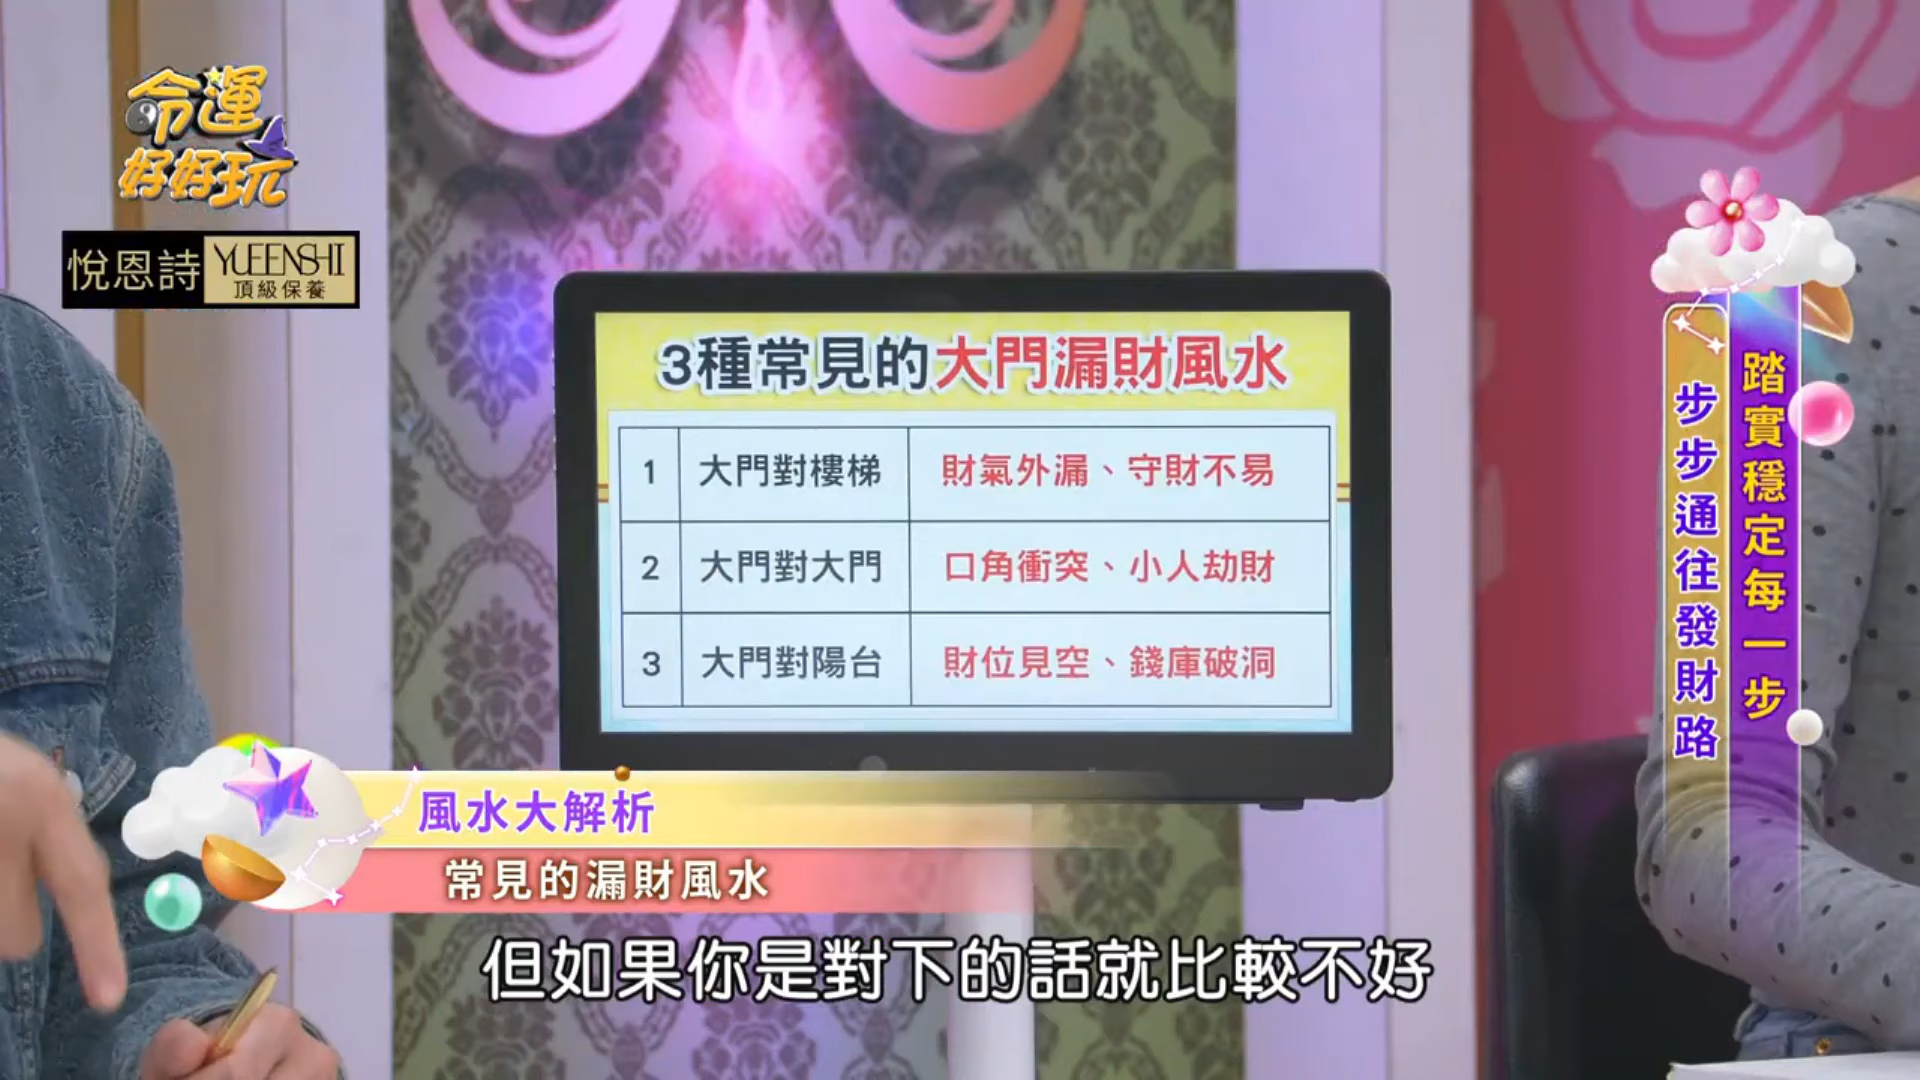 命運
好好玩
悅恩詩
YUEENSHI
頂級保養
3種常見的大門漏財風水
1 大門對樓梯 財氣外漏、守財不易
2 大門對大門 口角衝突、小人劫財
3 大門對陽台 財位見空、錢庫破洞
踏實穩定每一步
步步通往發財路
風水大解析
常見的漏財風水
但如果你是對下的話就比較不好